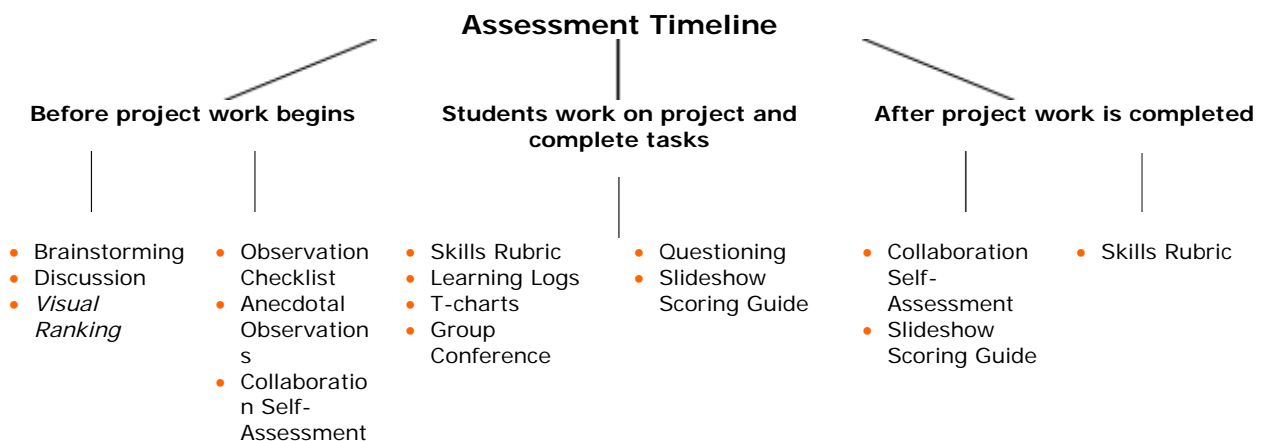 Assessment Timeline
Before project work begins
Students work on project and
complete tasks
After project work is completed
• Brainstorming
• Discussion
• Visual
Ranking
• Observation
Checklist
• Anecdotal
Observation
s
• Collaboratio
n Self-
Assessment
• Skills Rubric
• Learning Logs
• T-charts
• Group
Conference
• Questioning
• Slideshow
Scoring Guide
• Collaboration
Self-
Assessment
• Slideshow
Scoring Guide
• Skills Rubric